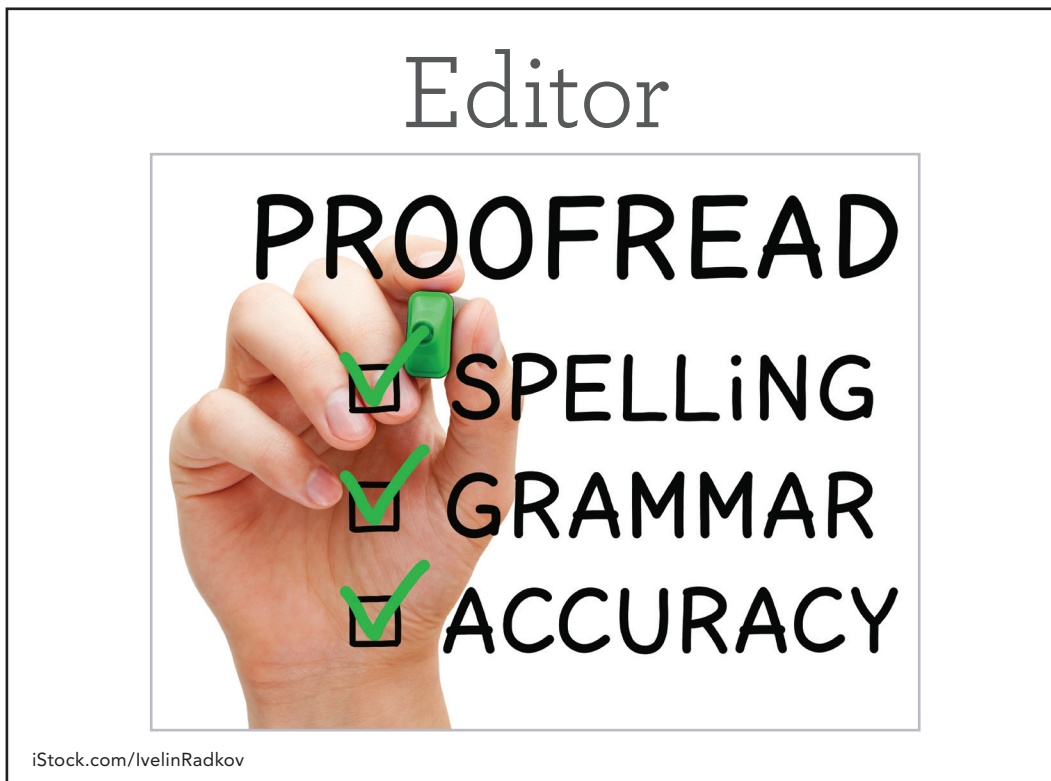 Editor
PROOFREAD
SPELLiNG
GRAMMAR
ACCURACY
iStock.com/IvelinRadkov